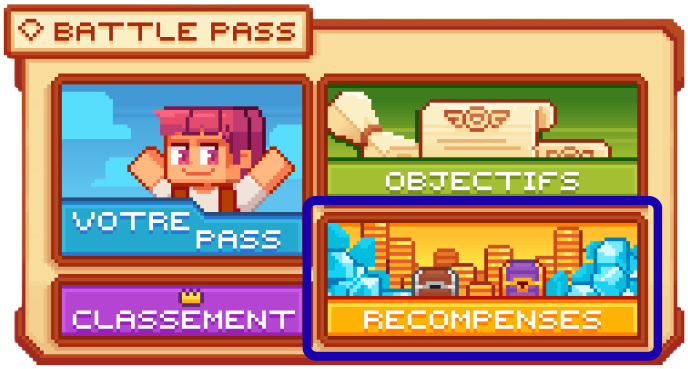 BATTLE PASS
VOTRE
PASS
OBJECTIFS
CLASSEMENT
RECOMPENSES